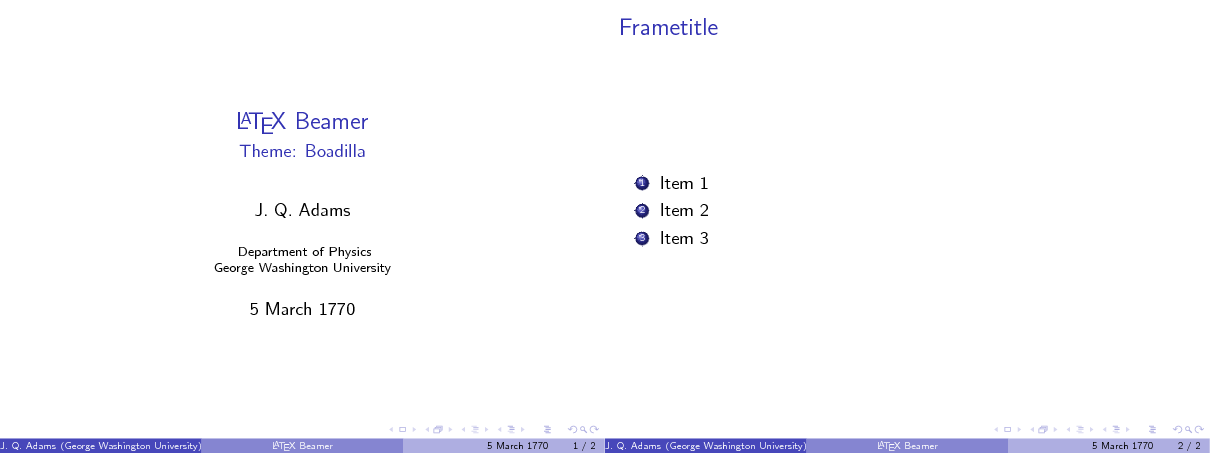 LATEX Beamer
Theme: Boadilla
J. Q. Adams
Department of Physics
George Washington University
5 March 1770
J. Q. Adams (George Washington University) LATEX Beamer 5 March 1770 1 / 2
Frametitle
1 Item 1
2 Item 2
3 Item 3
J. Q. Adams (George Washington University) LATEX Beamer 5 March 1770 2 / 2